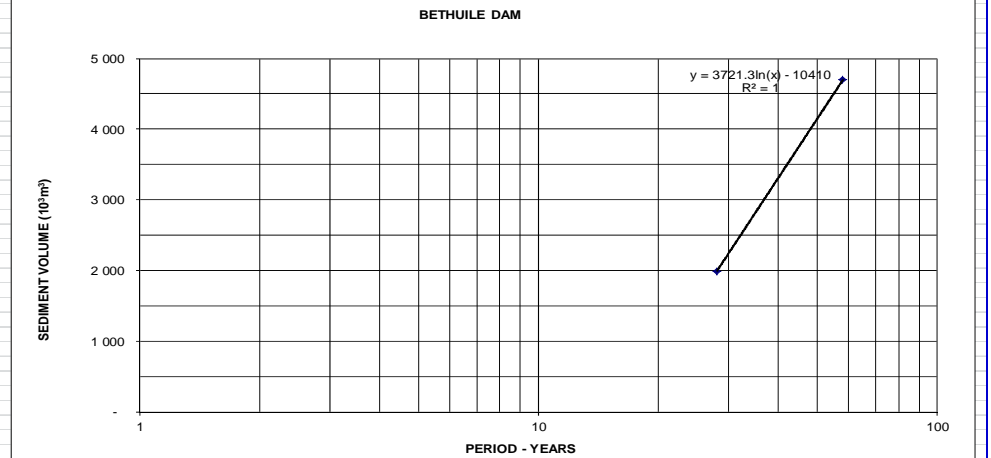 BETHUILE DAM
5 000
y = 3721.3ln(x) - 10410
R² = 1
4 000
3 000
2 000
1 000
-
1
10
100
SEDIMENT VOLUME (10³m³)
PERIOD - YEARS